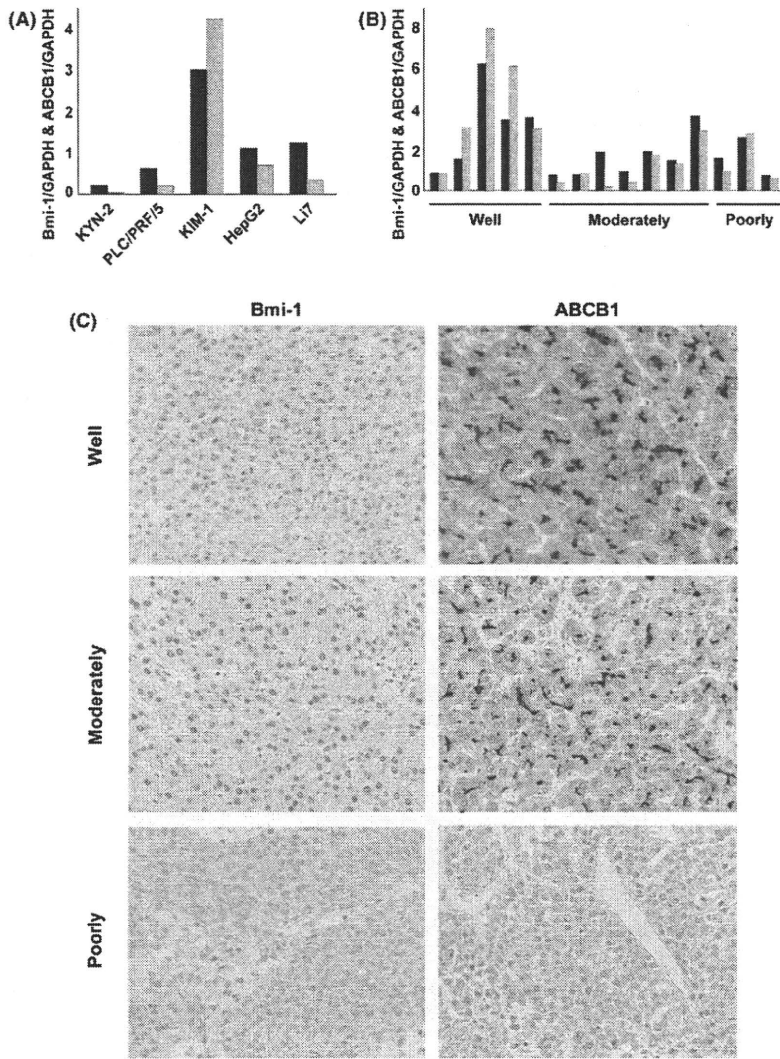 (A)
Bmi-1/GAPDH & ABCB1/GAPDH
4
3
2
1
0
KYN-2
PLC/PRF/5
KIM-1
HepG2
Li7
(B)
Bmi-1/GAPDH & ABCB1/GAPDH
8
6
4
2
0
Well
Moderately
Poorly
(C)
Bmi-1
ABCB1
Well
Moderately
Poorly